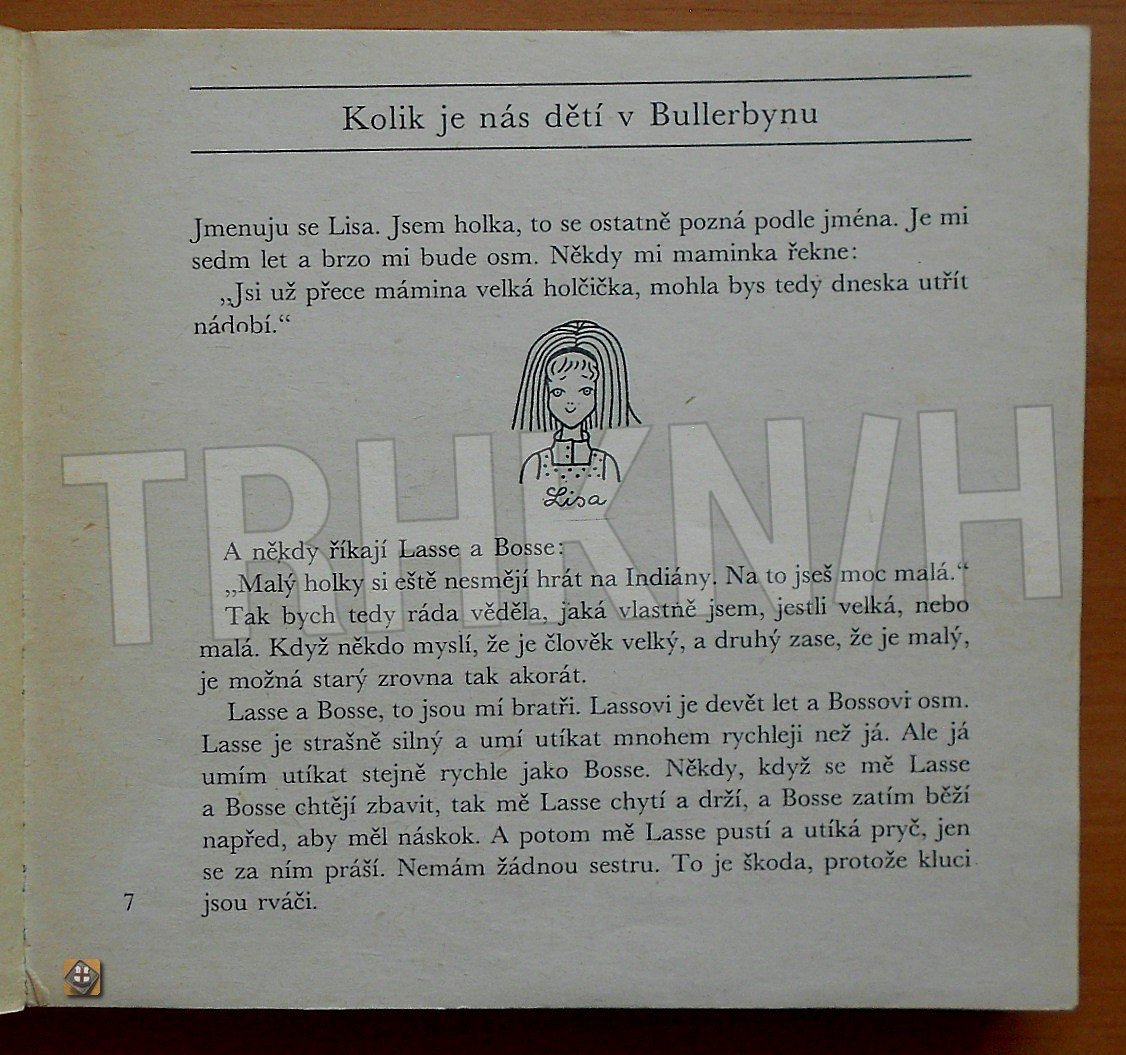 Kolik je nás dětí v Bullerbynu
Jmenuju se Lisa. Jsem holka, to se ostatně pozná podle jména. Je mi
sedm let a brzo mi bude osm. Někdy mi maminka řekne:
„Jsi už přece mámina velká holčička, mohla bys tedy dneska utřít
nádobí.“
Lisa
TRHKNIH
A někdy říkají Lasse a Bosse:
„Malý holky si eště nesmějí hrát na Indiány. Na to jseš moc malá.“
Tak bych tedy ráda věděla, jaká vlastně jsem, jestli velká, nebo
malá. Když někdo myslí, že je člověk velký, a druhý zase, že je malý,
je možná starý zrovna tak akorát.
Lasse a Bosse, to jsou mí bratři. Lassovi je devět let a Bossovi osm.
Lasse je strašně silný a umí utíkat mnohem rychleji než já. Ale já
umím utíkat stejně rychle jako Bosse. Někdy, když se mě Lasse
a Bosse chtějí zbavit, tak mě Lasse chytí a drží, a Bosse zatím běží
napřed, aby měl náskok. A potom mě Lasse pustí a utíká pryč, jen
se za ním práší. Nemám žádnou sestru. To je škoda, protože kluci
jsou rváči.
7